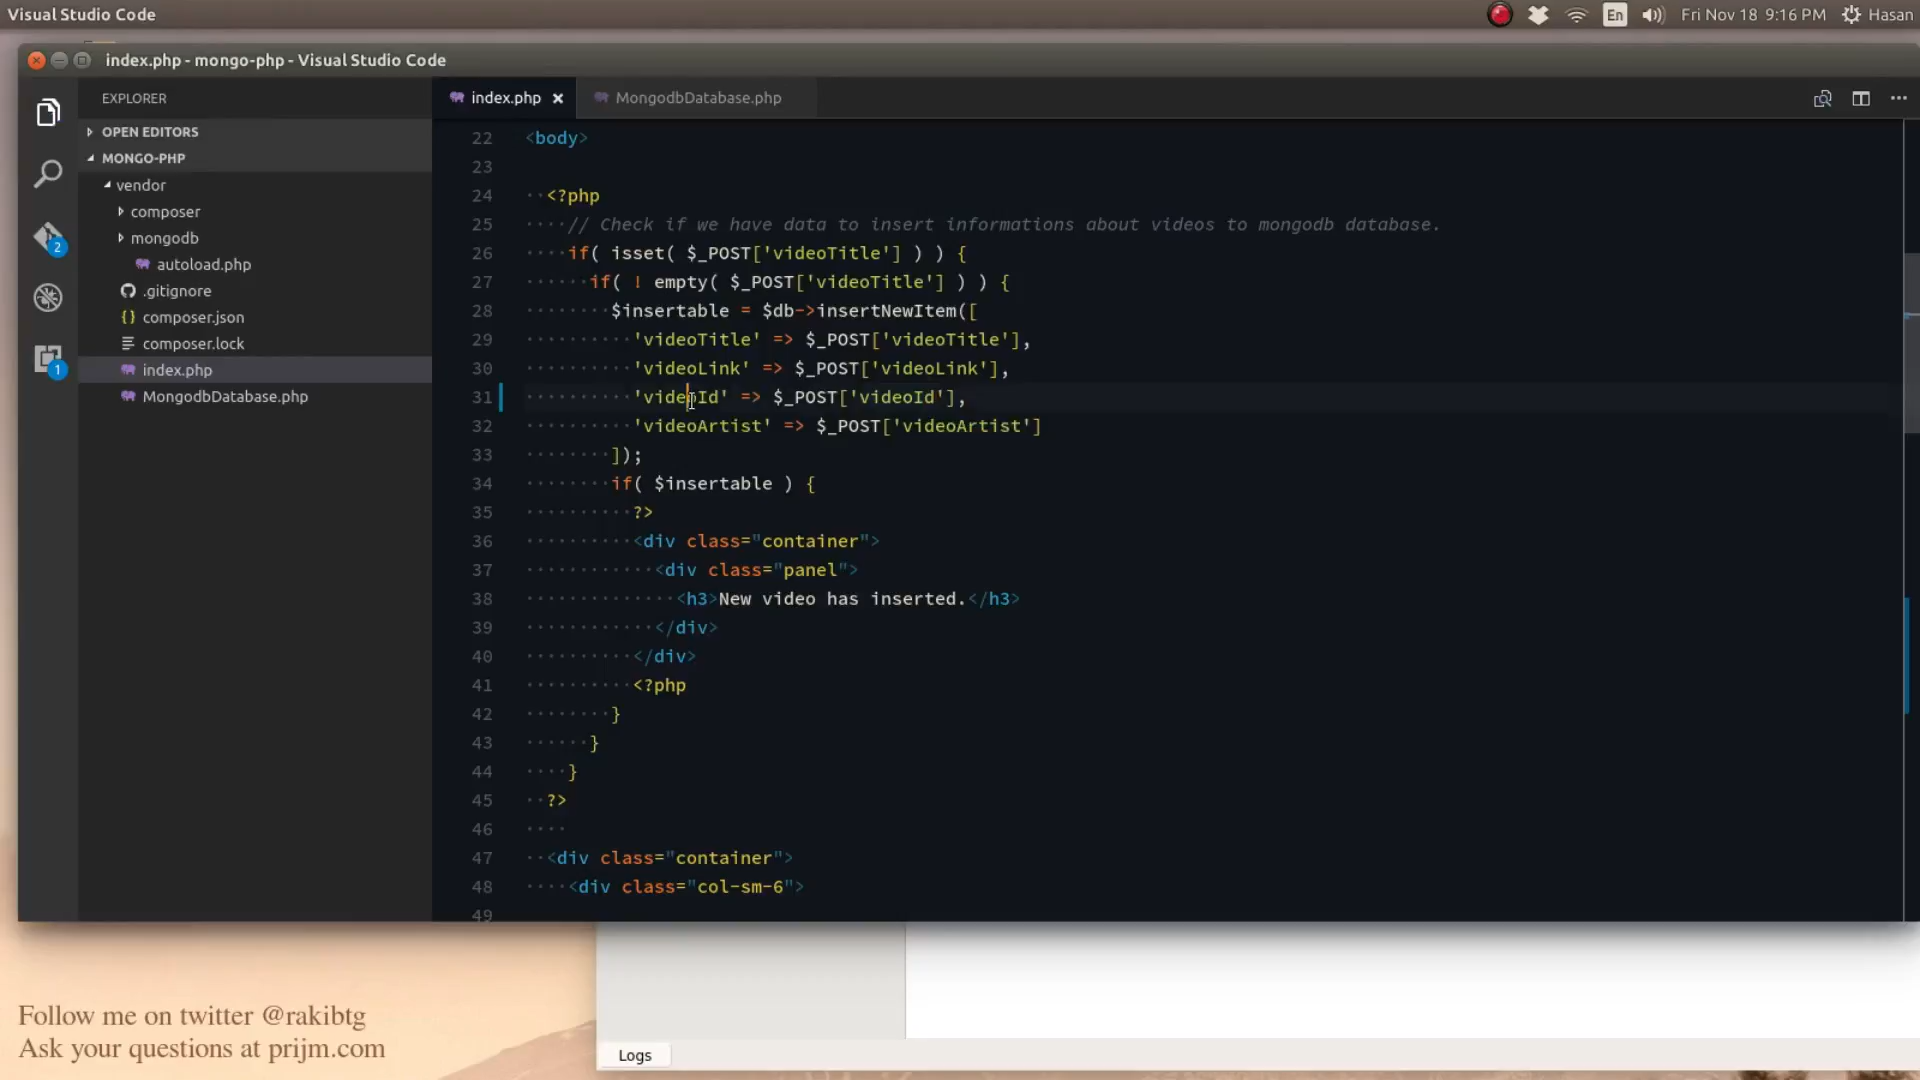 Visual Studio Code
En
Fri Nov 18 9:16 PM
Hasan
index.php - mongo-php - Visual Studio Code
EXPLORER
OPEN EDITORS
MONGO-PHP
vendor
composer
mongodb
autoload.php
.gitignore
{} composer.json
composer.lock
index.php
MongodbDatabase.php
2
1
index.php
MongodbDatabase.php
22 <body>
23
24 <?php
25 // Check if we have data to insert informations about videos to mongodb database.
26 if( isset( $_POST['videoTitle'] ) ) {
27 if( ! empty( $_POST['videoTitle'] ) ) {
28 $insertable = $db->insertNewItem([
29 'videoTitle' => $_POST['videoTitle'],
30 'videoLink' => $_POST['videoLink'],
31 'videoId' => $_POST['videoId'],
32 'videoArtist' => $_POST['videoArtist']
33 ]);
34 if( $insertable ) {
35 ?>
36 <div class="container">
37 <div class="panel">
38 <h3>New video has inserted.</h3>
39 </div>
40 </div>
41 <?php
42 }
43 }
44 }
45 ?>
46
47 <div class="container">
48 <div class="col-sm-6">
49
Follow me on twitter @rakibtg
Ask your questions at prijm.com
Logs